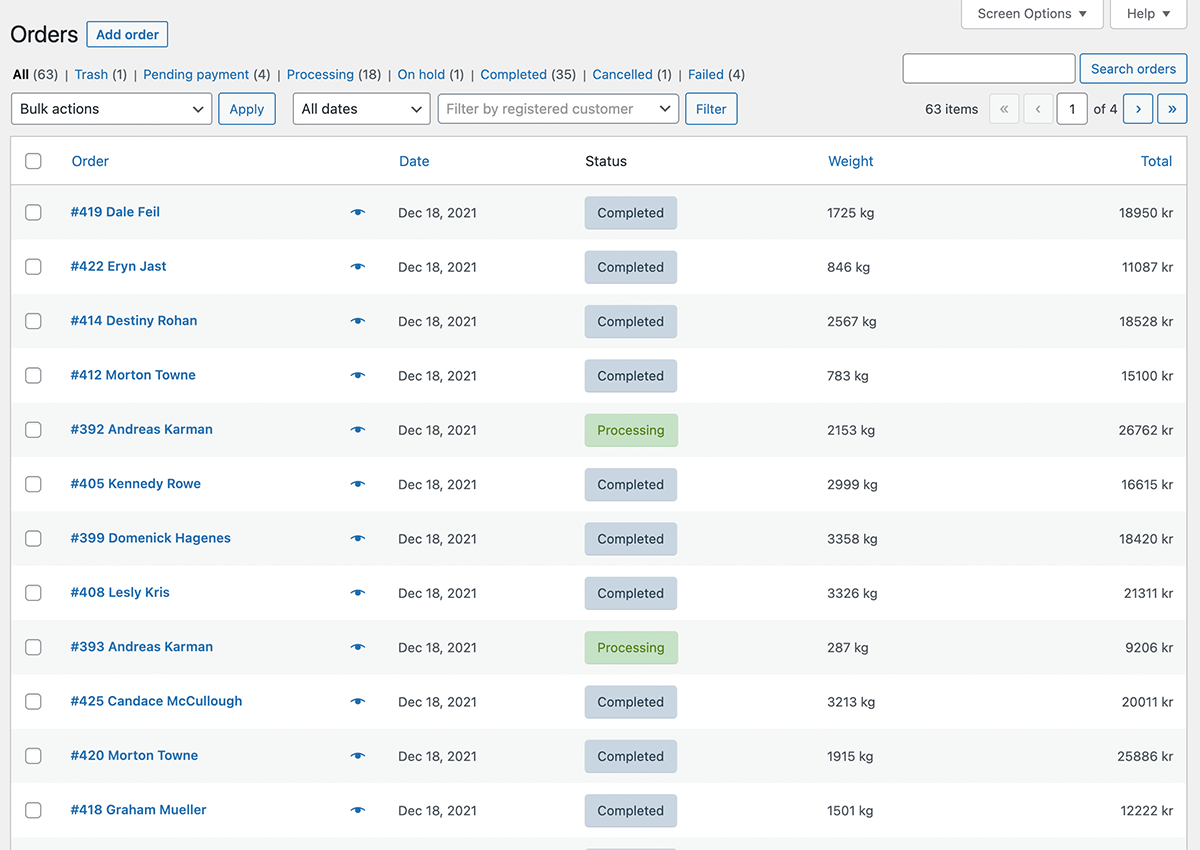 Screen Options ▼ Help ▼
Orders Add order
All (63) | Trash (1) | Pending payment (4) | Processing (18) | On hold (1) | Completed (35) | Cancelled (1) | Failed (4)
Search orders
Bulk actions Apply All dates Filter by registered customer Filter 63 items « ‹ 1 of 4 › »
Order Date Status Weight Total
#419 Dale Feil Dec 18, 2021 Completed 1725 kg 18950 kr
#422 Eryn Jast Dec 18, 2021 Completed 846 kg 11087 kr
#414 Destiny Rohan Dec 18, 2021 Completed 2567 kg 18528 kr
#412 Morton Towne Dec 18, 2021 Completed 783 kg 15100 kr
#392 Andreas Karman Dec 18, 2021 Processing 2153 kg 26762 kr
#405 Kennedy Rowe Dec 18, 2021 Completed 2999 kg 16615 kr
#399 Domenick Hagenes Dec 18, 2021 Completed 3358 kg 18420 kr
#408 Lesly Kris Dec 18, 2021 Completed 3326 kg 21311 kr
#393 Andreas Karman Dec 18, 2021 Processing 287 kg 9206 kr
#425 Candace McCullough Dec 18, 2021 Completed 3213 kg 20011 kr
#420 Morton Towne Dec 18, 2021 Completed 1915 kg 25886 kr
#418 Graham Mueller Dec 18, 2021 Completed 1501 kg 12222 kr